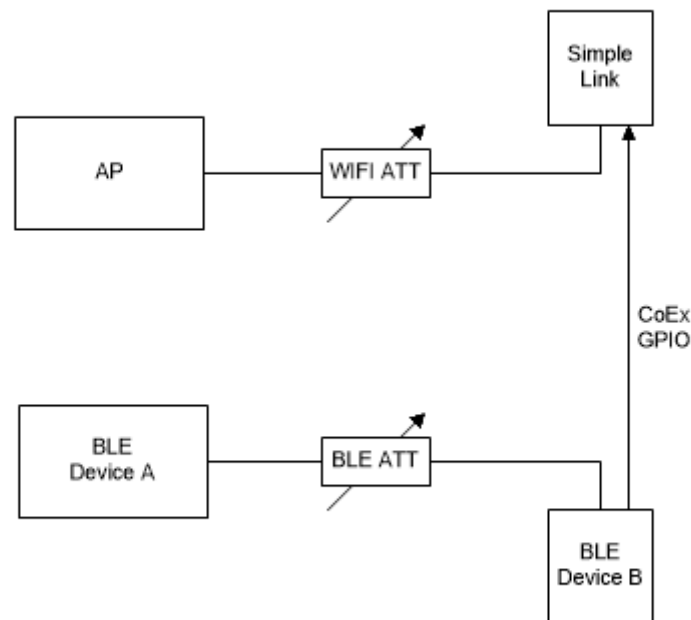 Simple
Link
AP
WIFI ATT
CoEx
GPIO
BLE
Device A
BLE ATT
BLE
Device B